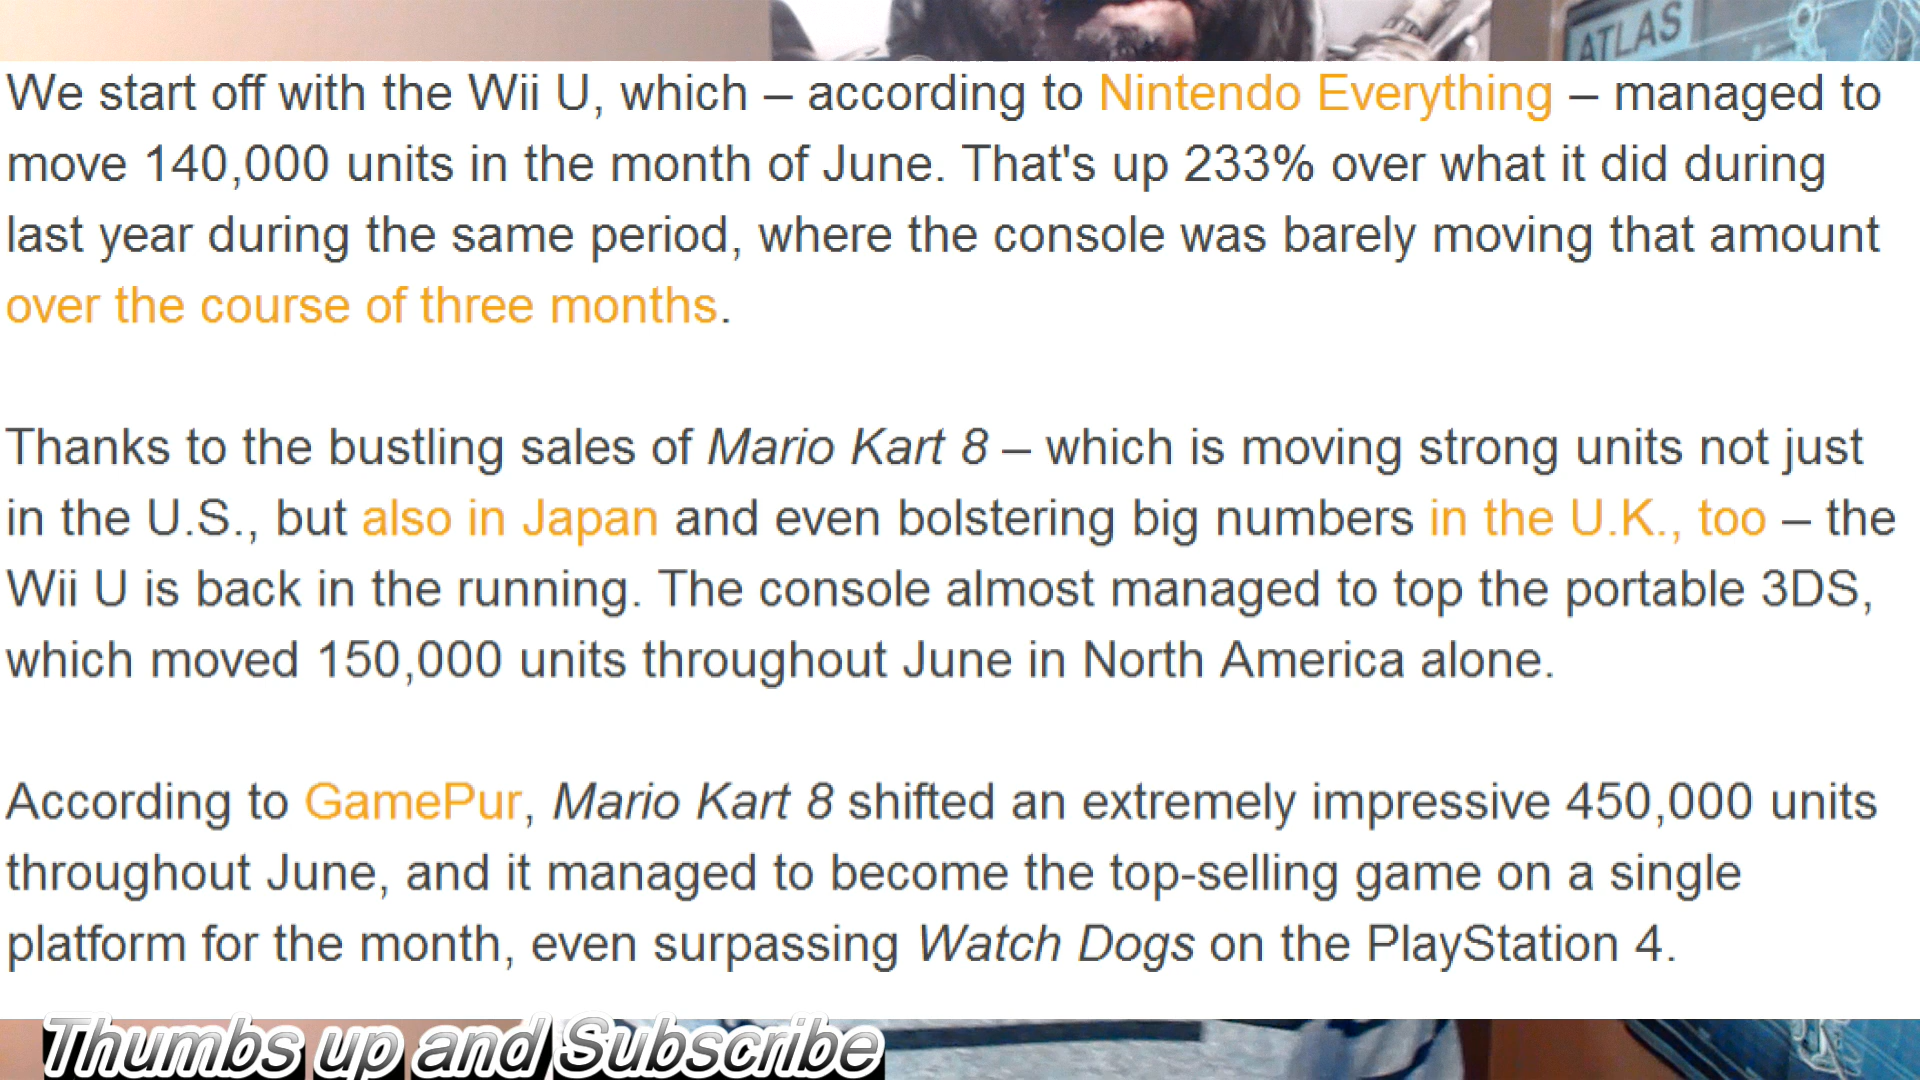 ATLAS
We start off with the Wii U, which – according to Nintendo Everything – managed to
move 140,000 units in the month of June. That's up 233% over what it did during
last year during the same period, where the console was barely moving that amount
over the course of three months.
Thanks to the bustling sales of Mario Kart 8 – which is moving strong units not just
in the U.S., but also in Japan and even bolstering big numbers in the U.K., too – the
Wii U is back in the running. The console almost managed to top the portable 3DS,
which moved 150,000 units throughout June in North America alone.
According to GamePur, Mario Kart 8 shifted an extremely impressive 450,000 units
throughout June, and it managed to become the top-selling game on a single
platform for the month, even surpassing Watch Dogs on the PlayStation 4.
Thumbs up and Subscribe